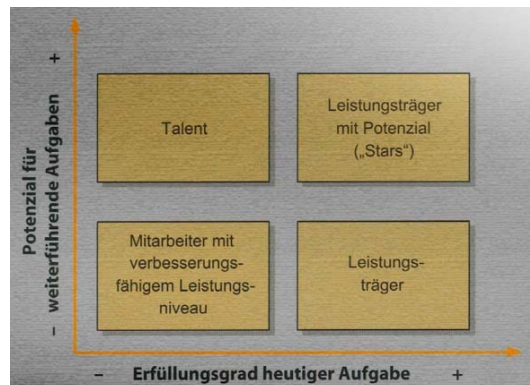 +
Potenzial für
weiterführende Aufgaben
–
Talent
Leistungsträger
mit Potenzial
(„Stars“)
Mitarbeiter mit
verbesserungs-
fähigem Leistungs-
niveau
Leistungs-
träger
– Erfüllungsgrad heutiger Aufgabe +